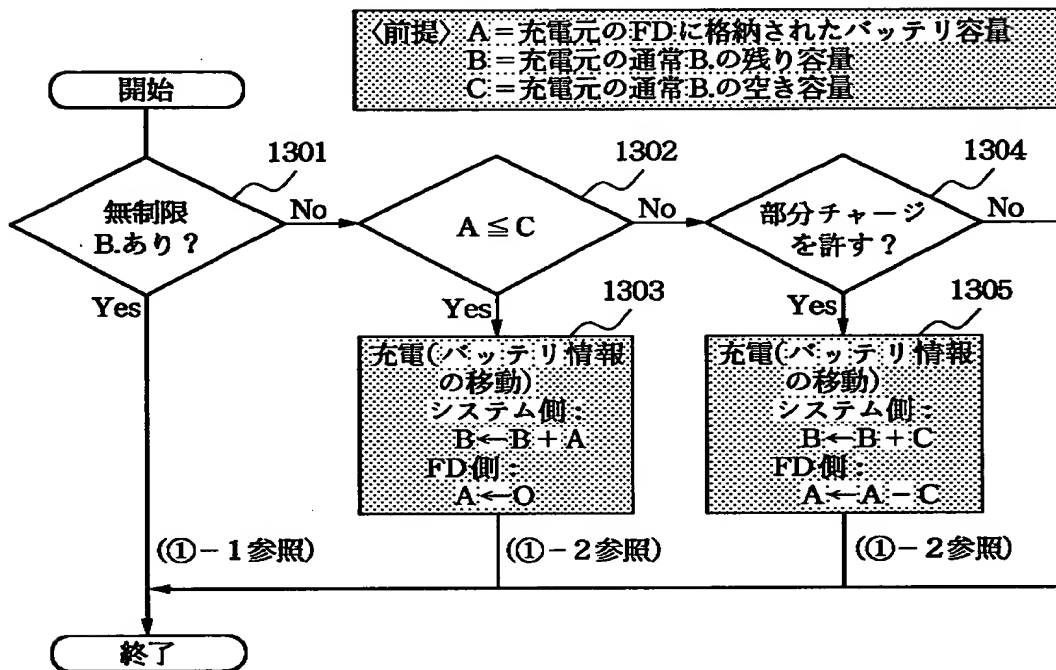 〈前提〉A=充電元のFDに格納されたバッテリ容量
B=充電元の通常B.の残り容量
C=充電元の通常B.の空き容量
開始
1301
1302
1304
無制限
B.あり?
No
A≦C
No
部分チャージ
を許す?
No
Yes
Yes
1303
Yes
1305
充電(バッテリ情報
の移動)
システム側:
B←B+A
FD側:
A←O
充電(バッテリ情報
の移動)
システム側:
B←B+C
FD側:
A←A-C
(①-1参照)
(①-2参照)
(①-2参照)
終了